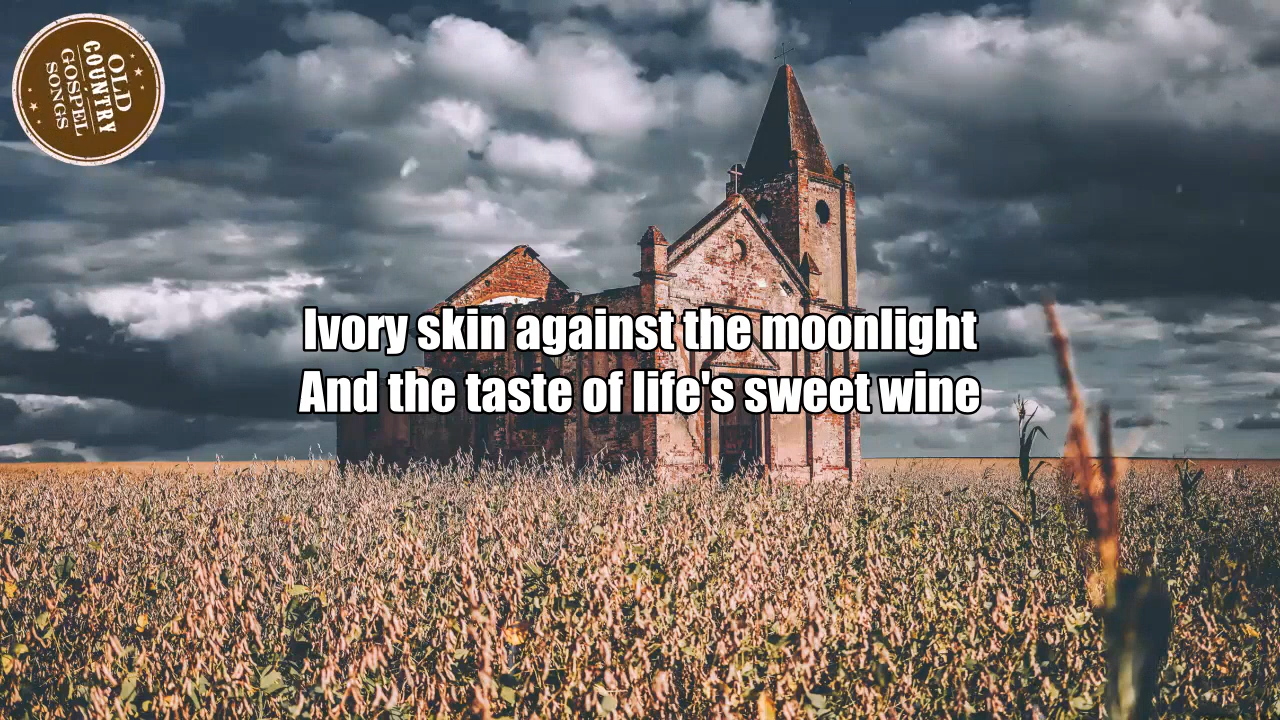 OLD
COUNTRY
GOSPEL
SONGS
Ivory skin against the moonlight
And the taste of life's sweet wine